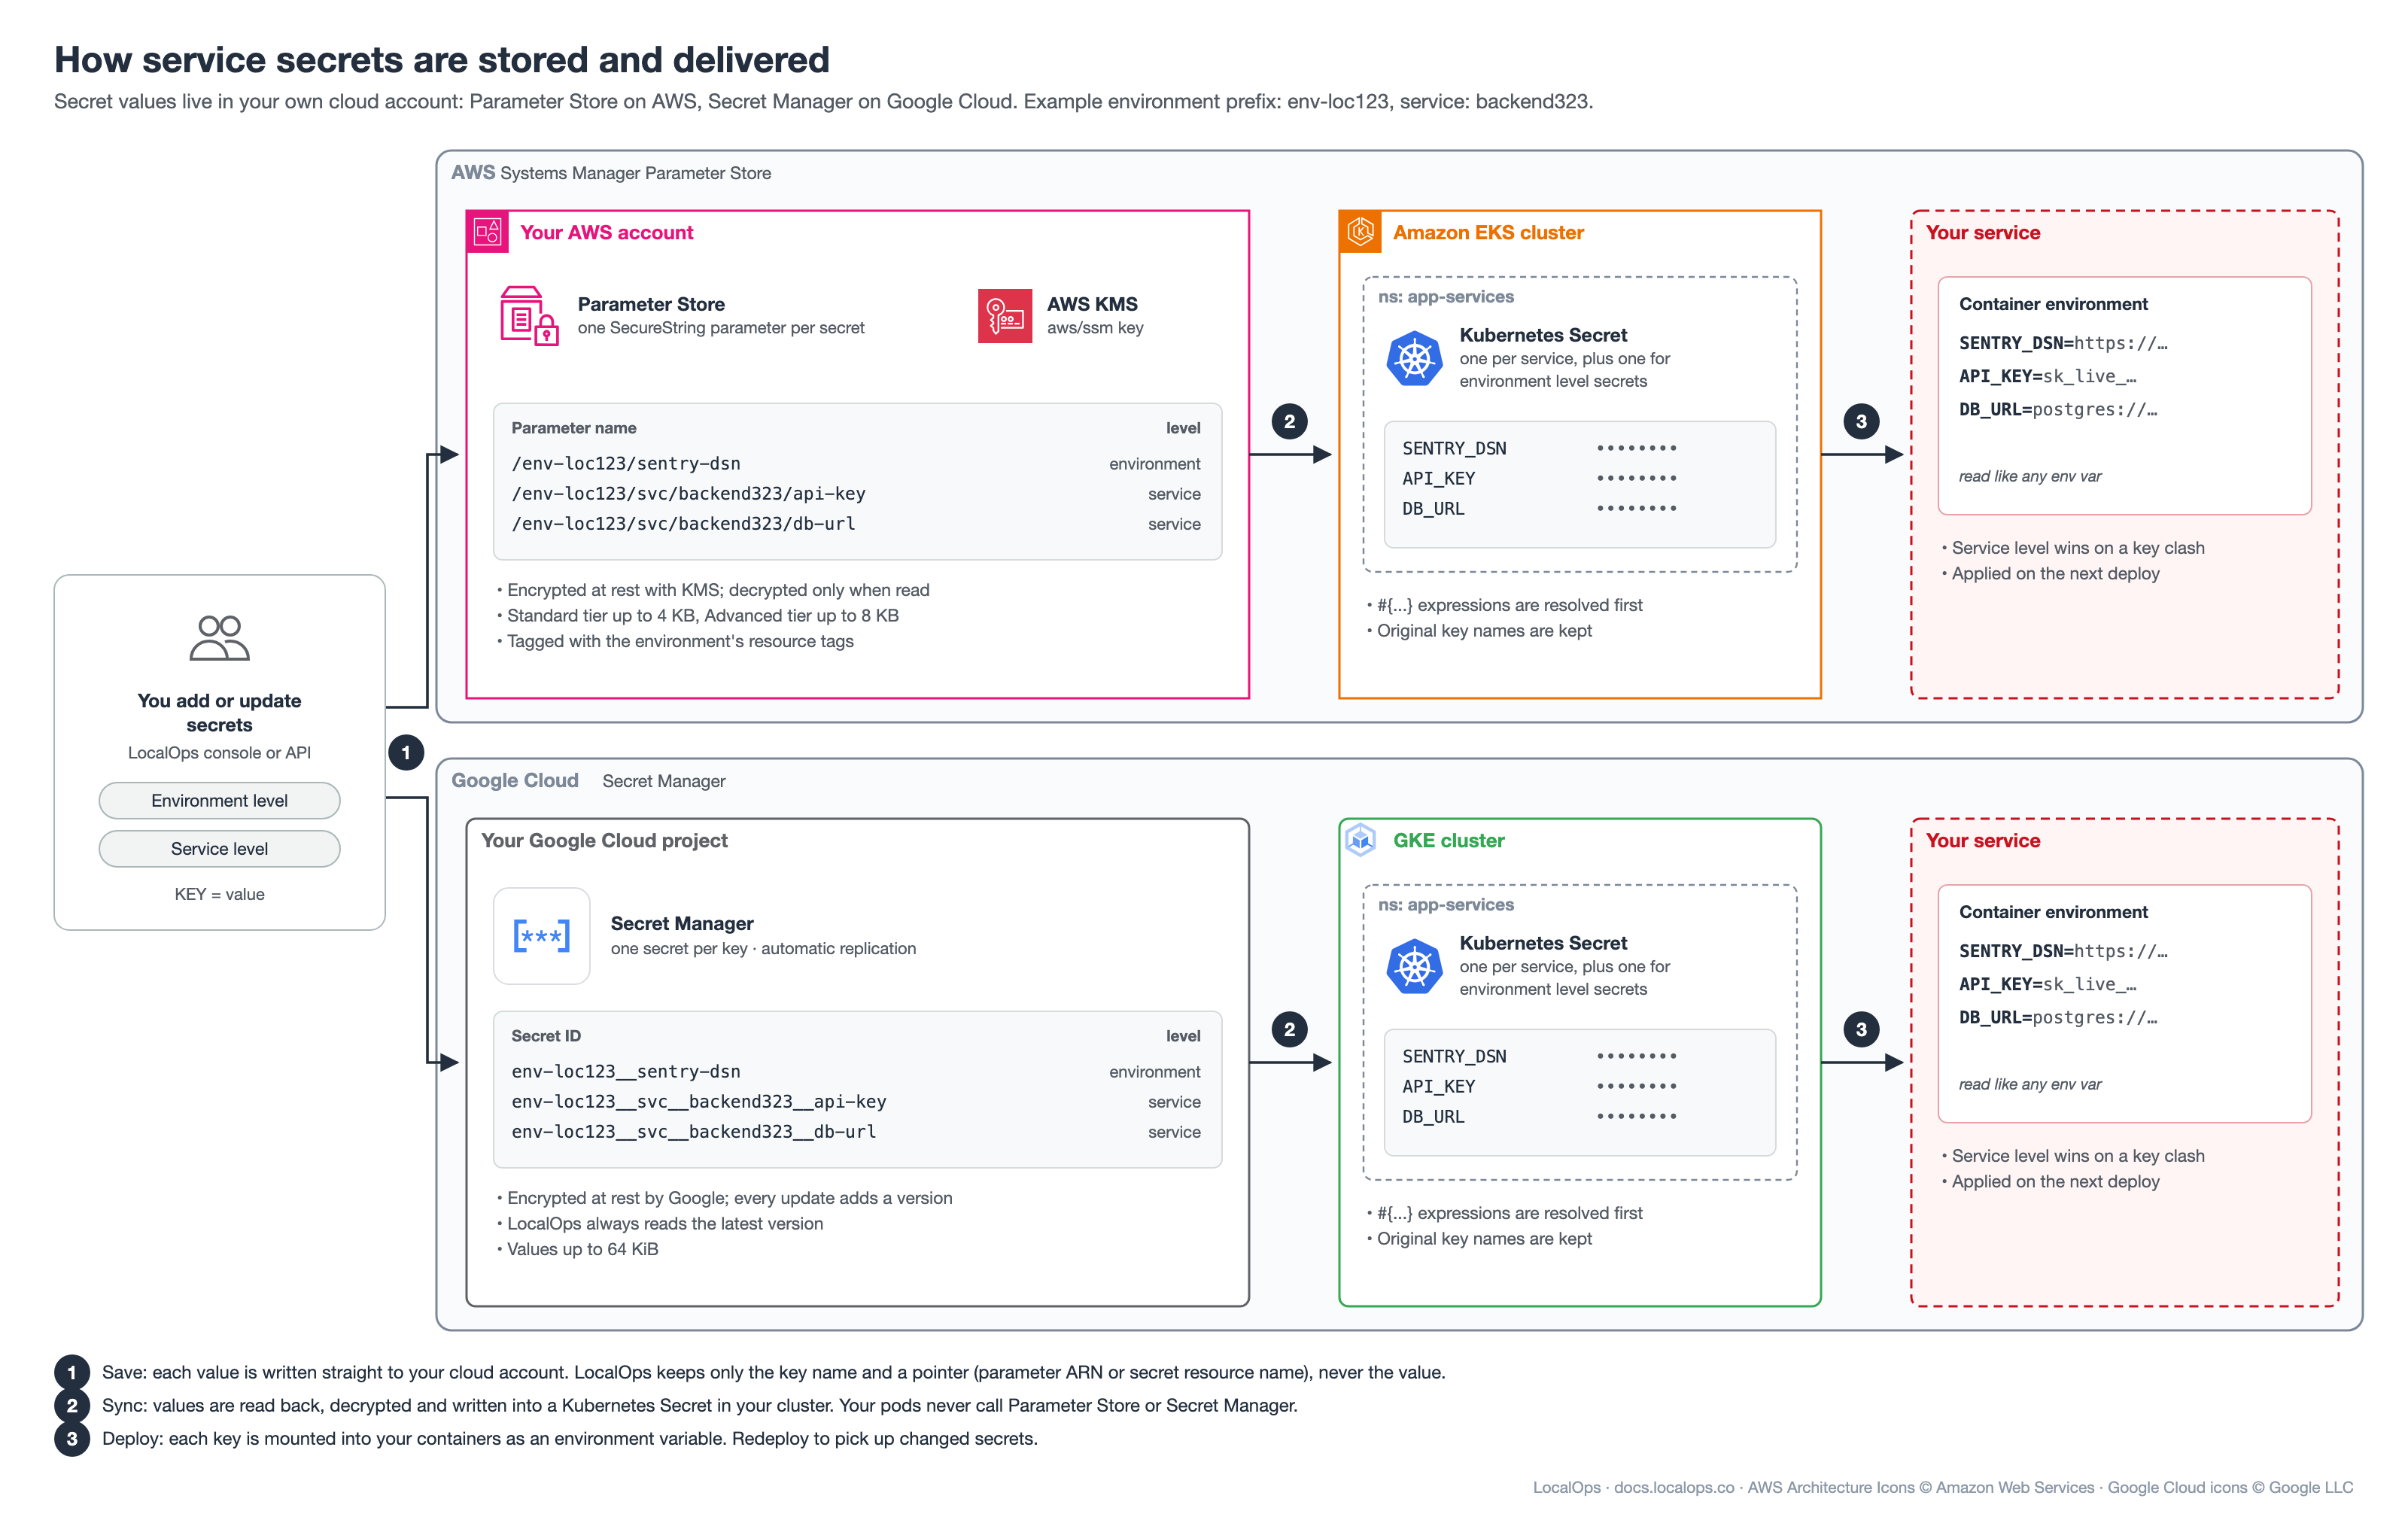 How service secrets are stored and delivered
Secret values live in your own cloud account: Parameter Store on AWS, Secret Manager on Google Cloud. Example environment prefix: env-loc123, service: backend323.
You add or update
secrets
LocalOps console or API
Environment level
Service level
KEY = value
1
AWS Systems Manager Parameter Store
Your AWS account
Parameter Store
one SecureString parameter per secret
AWS KMS
aws/ssm key
Parameter name level
/env-loc123/sentry-dsn environment
/env-loc123/svc/backend323/api-key service
/env-loc123/svc/backend323/db-url service
• Encrypted at rest with KMS; decrypted only when read
• Standard tier up to 4 KB, Advanced tier up to 8 KB
• Tagged with the environment's resource tags
2
Amazon EKS cluster
ns: app-services
Kubernetes Secret
one per service, plus one for
environment level secrets
SENTRY_DSN ••••••••
API_KEY ••••••••
DB_URL ••••••••
• #{...} expressions are resolved first
• Original key names are kept
3
Your service
Container environment
SENTRY_DSN=https://…
API_KEY=sk_live_…
DB_URL=postgres://…
read like any env var
• Service level wins on a key clash
• Applied on the next deploy
Google Cloud Secret Manager
Your Google Cloud project
[***]
Secret Manager
one secret per key · automatic replication
Secret ID level
env-loc123__sentry-dsn environment
env-loc123__svc__backend323__api-key service
env-loc123__svc__backend323__db-url service
• Encrypted at rest by Google; every update adds a version
• LocalOps always reads the latest version
• Values up to 64 KiB
2
GKE cluster
ns: app-services
Kubernetes Secret
one per service, plus one for
environment level secrets
SENTRY_DSN ••••••••
API_KEY ••••••••
DB_URL ••••••••
• #{...} expressions are resolved first
• Original key names are kept
3
Your service
Container environment
SENTRY_DSN=https://…
API_KEY=sk_live_…
DB_URL=postgres://…
read like any env var
• Service level wins on a key clash
• Applied on the next deploy
1 Save: each value is written straight to your cloud account. LocalOps keeps only the key name and a pointer (parameter ARN or secret resource name), never the value.
2 Sync: values are read back, decrypted and written into a Kubernetes Secret in your cluster. Your pods never call Parameter Store or Secret Manager.
3 Deploy: each key is mounted into your containers as an environment variable. Redeploy to pick up changed secrets.
LocalOps · docs.localops.co · AWS Architecture Icons © Amazon Web Services · Google Cloud icons © Google LLC